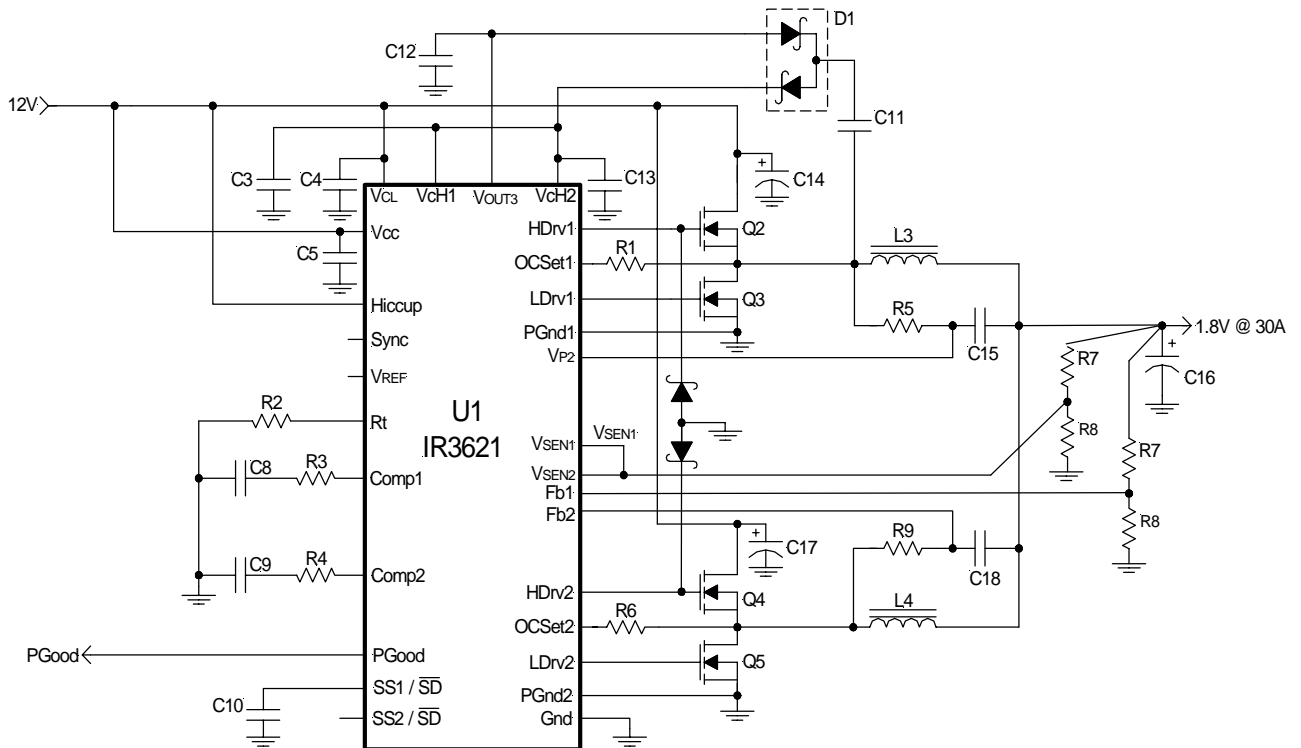 D1
C12
12V
C11
C3
C4
C13
C14
VCL
VcH1
VOUT3
VcH2
Vcc
C5
HDrv1
Q2
L3
OCSet1
R1
Hiccup
LDrv1
Q3
R5
Sync
PGnd1
C15
1.8V @ 30A
VP2
R7
C16
VREF
U1
IR3621
R2
Rt
R8
VSEN1
VSEN1
C8
R3
Comp1
VSEN2
R7
Fb1
Fb2
R8
C17
R9
C18
C9
R4
Comp2
HDrv2
Q4
L4
OCSet2
R6
PGood
PGood
LDrv2
Q5
SS1 / SD
PGnd2
C10
SS2 / SD
Gnd